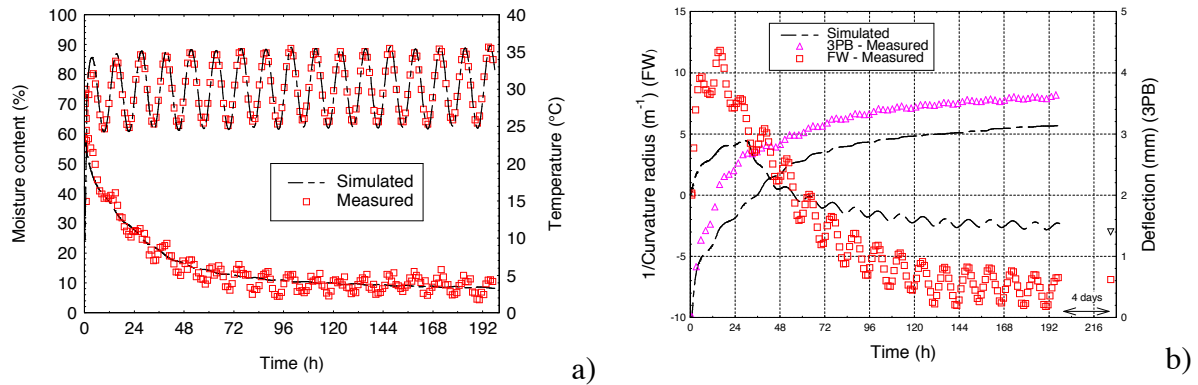 100
90
80
70
60
50
40
30
20
10
0
Moisture content (%)
Simulated
Measured
40
35
30
25
20
15
10
5
0
Temperature (°C)
0 24 48 72 96 120 144 168 192
Time (h)
a)
15
10
5
0
-5
-10
1/Curvature radius (m⁻¹) (FW)
Simulated
3PB - Measured
FW - Measured
5
4
3
2
1
0
Deflection (mm) (3PB)
4 days
0 24 48 72 96 120 144 168 192 216
Time (h)
b)